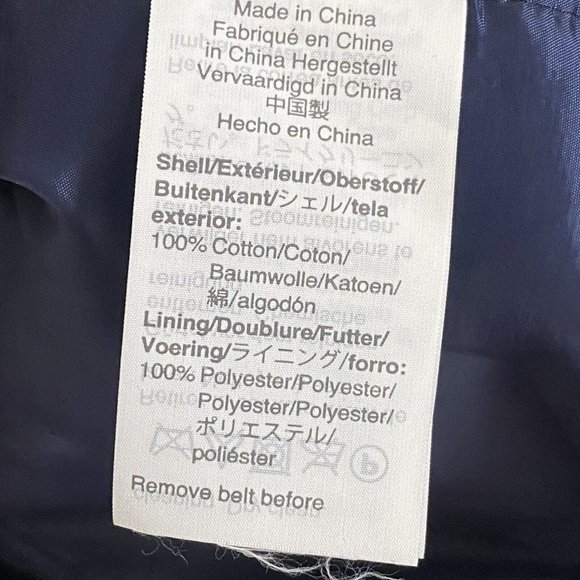 Made in China
Fabriqué en Chine
in China Hergestellt
Vervaardigd in China
中国製
Hecho en China
Shell/Extérieur/Oberstoff/
Buitenkant/シェル/tela
exterior:
100% Cotton/Coton/
Baumwolle/Katoen/
綿/algodón
Lining/Doublure/Futter/
Voering/ライニング/forro:
100% Polyester/Polyester/
Polyester/Polyester/
ポリエステル/
poliéster
Remove belt before